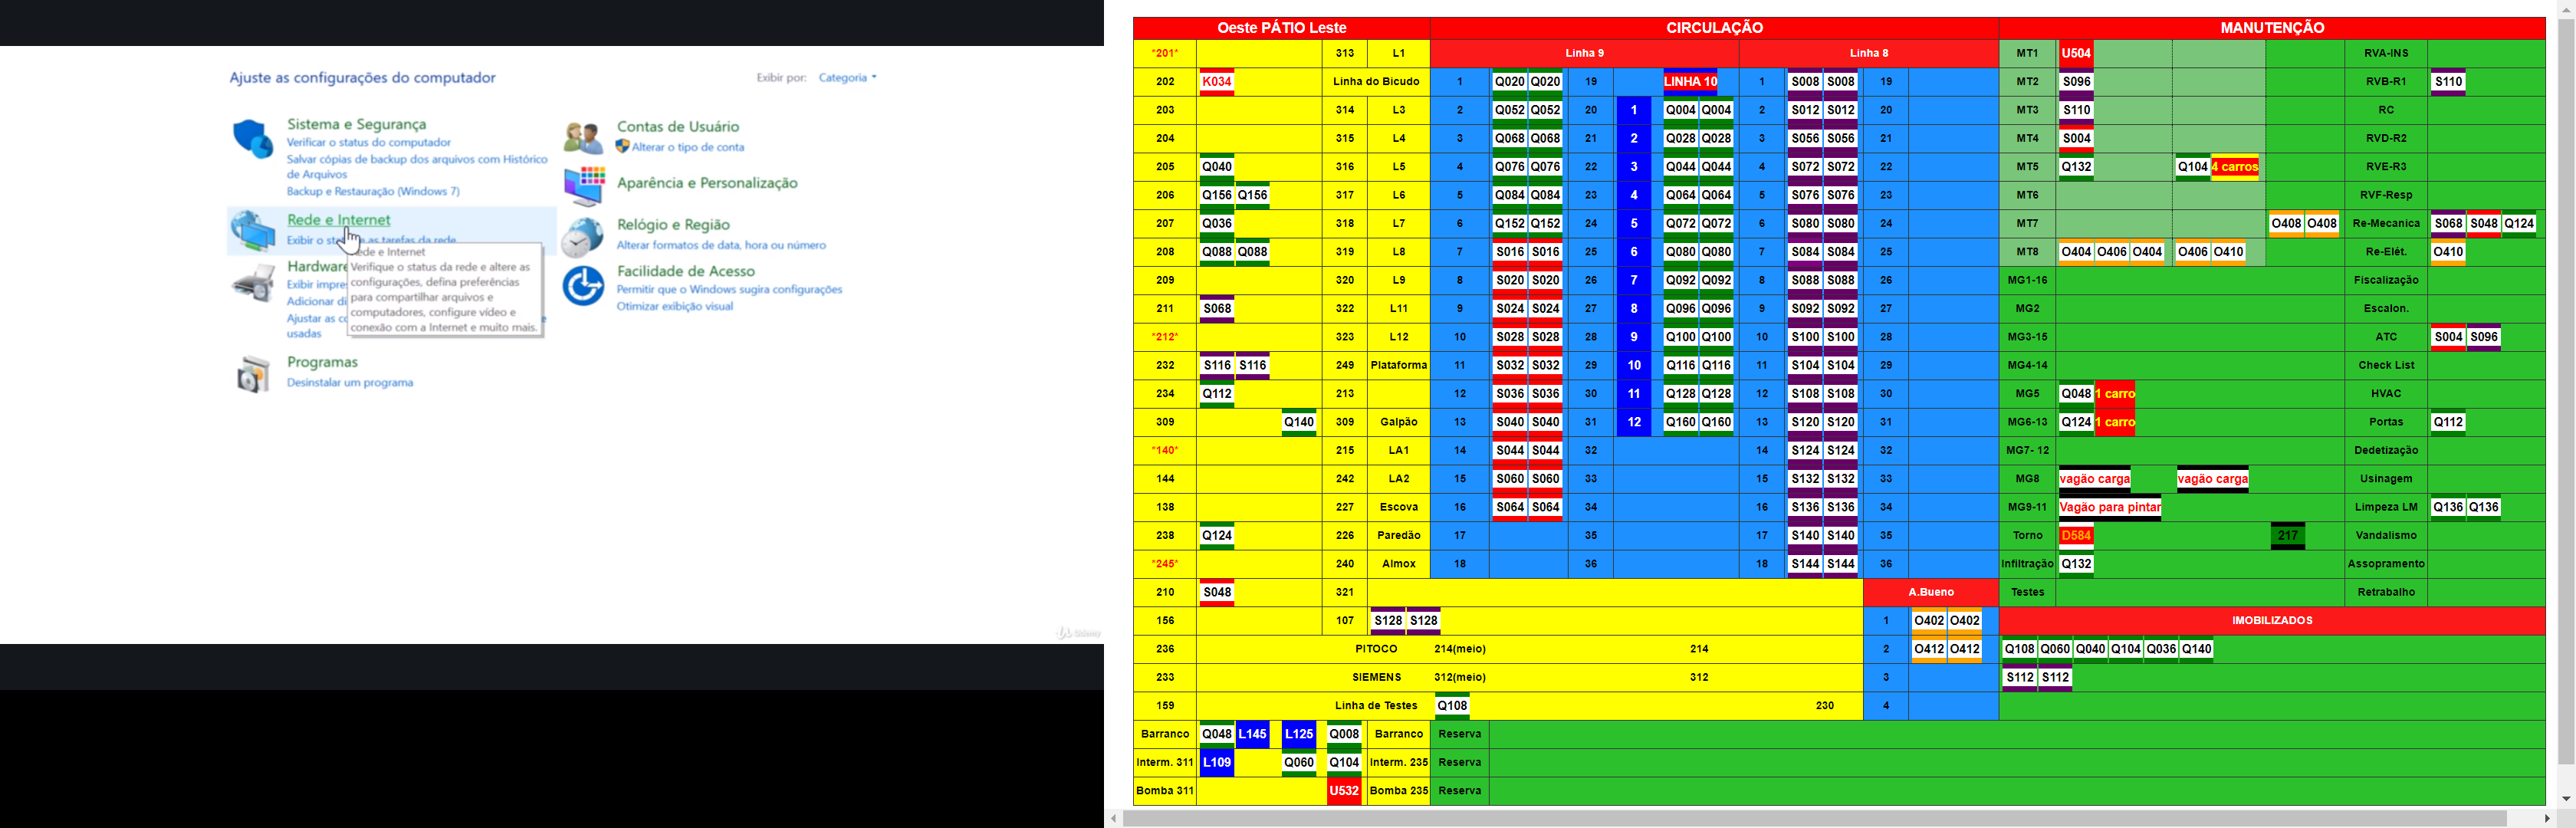 Ajuste as configurações do computador
Exibir por: Categoria
Sistema e Segurança
Verificar o status do computador
Salvar cópias de backup dos arquivos com Histórico
de Arquivos
Backup e Restauração (Windows 7)
Rede e Internet
Exibir o as tarefas da rede
Rede e Internet
Verifique o status da rede e altere as
configurações, defina preferências
para compartilhar arquivos e
computadores, configure vídeo e
conexão com a Internet e muito mais.
Hardware
Exibir impre
Adicionar di
Ajustar as co
usadas
Programas
Desinstalar um programa
Contas de Usuário
Alterar o tipo de conta
Aparência e Personalização
Relógio e Região
Alterar formatos de data, hora ou número
Facilidade de Acesso
Permitir que o Windows sugira configurações
Otimizar exibição visual
Udemy
Oeste PÁTIO Leste CIRCULAÇÃO MANUTENÇÃO
*201* 313 L1 Linha 9 Linha 8 MT1 U504 RVA-INS
202 K034 Linha do Bicudo 1 Q020 Q020 19 LINHA 10 1 S008 S008 19 MT2 S096 RVB-R1 S110
203 314 L3 2 Q052 Q052 20 1 Q004 Q004 2 S012 S012 20 MT3 S110 RC
204 315 L4 3 Q068 Q068 21 2 Q028 Q028 3 S056 S056 21 MT4 S004 RVD-R2
205 Q040 316 L5 4 Q076 Q076 22 3 Q044 Q044 4 S072 S072 22 MT5 Q132 Q104 4 carros RVE-R3
206 Q156 Q156 317 L6 5 Q084 Q084 23 4 Q064 Q064 5 S076 S076 23 MT6 RVF-Resp
207 Q036 318 L7 6 Q152 Q152 24 5 Q072 Q072 6 S080 S080 24 MT7 O408 O408 Re-Mecanica S068 S048 Q124
208 Q088 Q088 319 L8 7 S016 S016 25 6 Q080 Q080 7 S084 S084 25 MT8 O404 O406 O404 O406 O410 Re-Elét. O410
209 320 L9 8 S020 S020 26 7 Q092 Q092 8 S088 S088 26 MG1-16 Fiscalização
211 S068 322 L11 9 S024 S024 27 8 Q096 Q096 9 S092 S092 27 MG2 Escalon.
*212* 323 L12 10 S028 S028 28 9 Q100 Q100 10 S100 S100 28 MG3-15 ATC S004 S096
232 S116 S116 249 Plataforma 11 S032 S032 29 10 Q116 Q116 11 S104 S104 29 MG4-14 Check List
234 Q112 213 12 S036 S036 30 11 Q128 Q128 12 S108 S108 30 MG5 Q048 1 carro HVAC
309 Q140 309 Galpão 13 S040 S040 31 12 Q160 Q160 13 S120 S120 31 MG6-13 Q124 1 carro Portas Q112
*140* 215 LA1 14 S044 S044 32 14 S124 S124 32 MG7- 12 Dedetização
144 242 LA2 15 S060 S060 33 15 S132 S132 33 MG8 vagão carga vagão carga Usinagem
138 227 Escova 16 S064 S064 34 16 S136 S136 34 MG9-11 Vagão para pintar Limpeza LM Q136 Q136
238 Q124 226 Paredão 17 35 17 S140 S140 35 Torno D584 217 Vandalismo
*245* 240 Almox 18 36 18 S144 S144 36 Infiltração Q132 Assopramento
210 S048 321 A.Bueno Testes Retrabalho
156 107 S128 S128 1 O402 O402 IMOBILIZADOS
236 PITOCO 214(meio) 214 2 O412 O412 Q108 Q060 Q040 Q104 Q036 Q140
233 SIEMENS 312(meio) 312 3 S112 S112
159 Linha de Testes Q108 230 4
Barranco Q048 L145 L125 Q008 Barranco Reserva
Interm. 311 L109 Q060 Q104 Interm. 235 Reserva
Bomba 311 U532 Bomba 235 Reserva